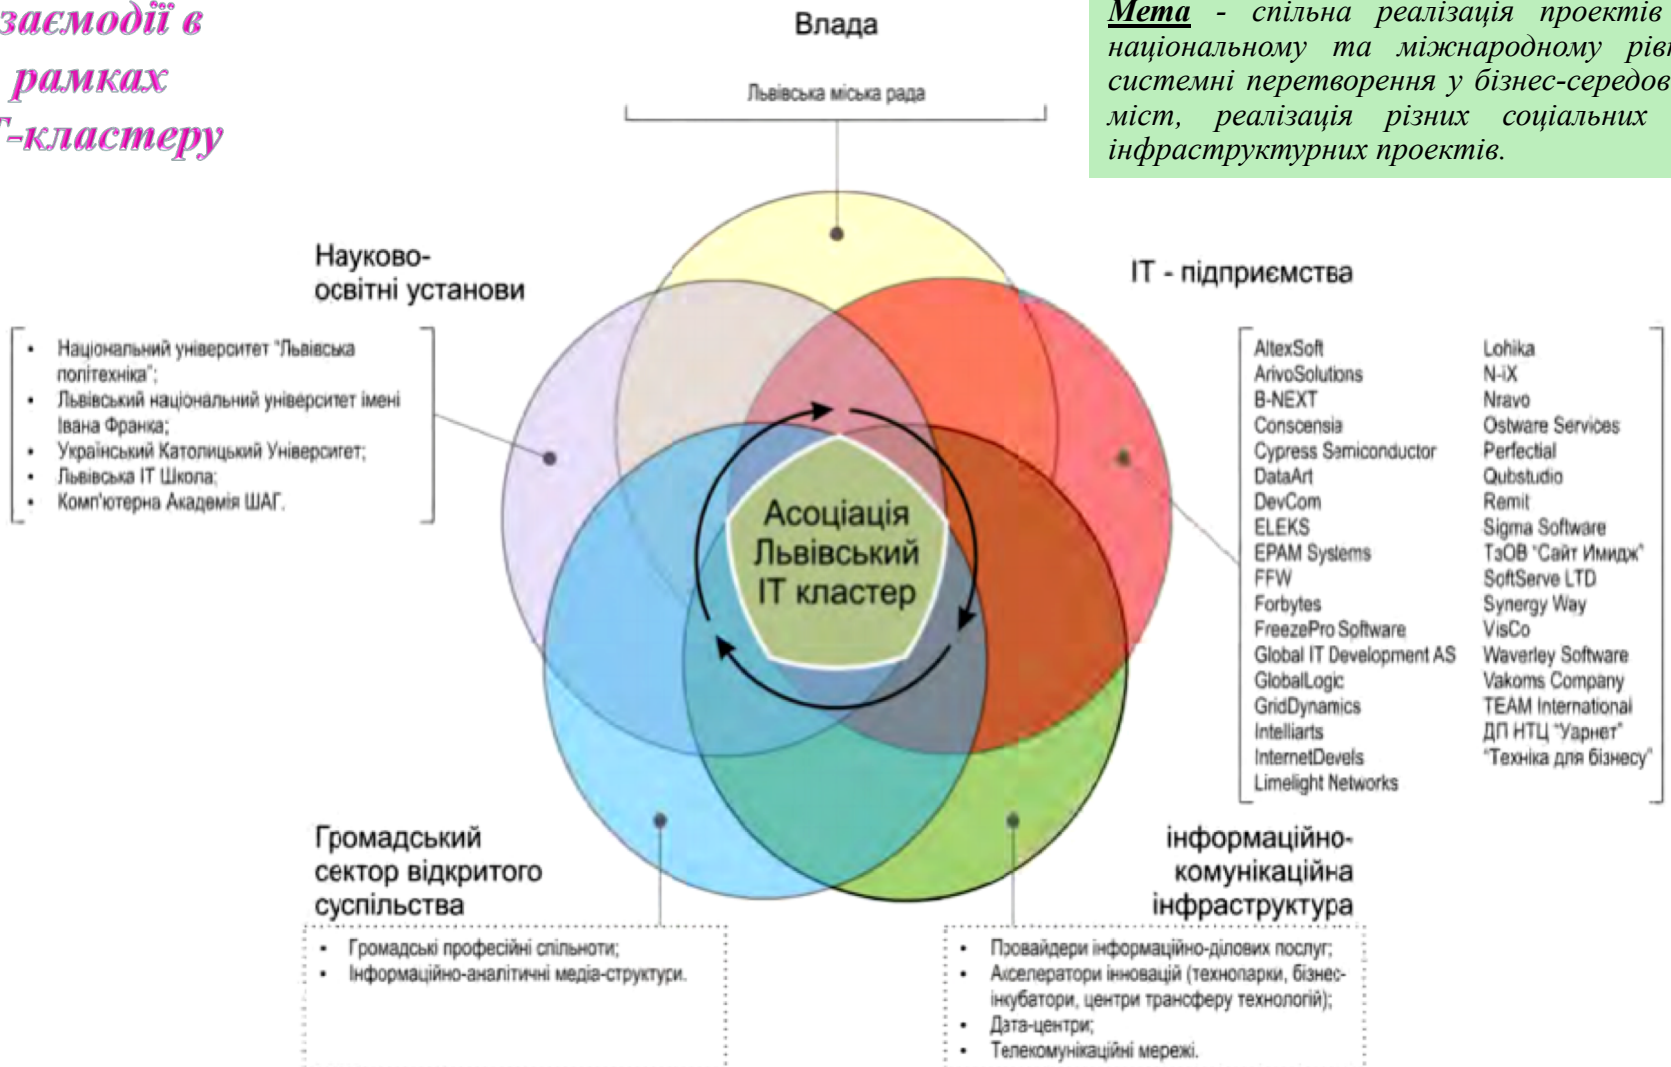 заємодії в
рамках
Т-кластеру
Влада
Львівська міська рада
Мета - спільна реалізація проектів
національному та міжнародному рівн
системні перетворення у бізнес-середов
міст, реалізація різних соціальних
інфраструктурних проектів.
Науково-
освітні установи
• Національний університет "Львівська
політехніка";
• Львівський національний університет імені
Івана Франка;
• Український Католицький Університет;
• Львівська ІТ Школа;
• Комп'ютерна Академія ШАГ.
ІТ - підприємства
AltexSoft
ArivoSolutions
B-NEXT
Conscensia
Cypress Semiconductor
DataArt
DevCom
ELEKS
EPAM Systems
FFW
Forbytes
FreezePro Software
Global IT Development AS
GlobalLogic
GridDynamics
Intelliarts
InternetDevels
Limelight Networks
Lohika
N-iX
Nravo
Ostware Services
Perfectial
Qubstudio
Remit
Sigma Software
ТзОВ "Сайт Имидж"
SoftServe LTD
Synergy Way
VisCo
Waverley Software
Vakoms Company
TEAM International
ДП НТЦ "Уарнет"
"Техніка для бізнесу"
Асоціація
Львівський
ІТ кластер
Громадський
сектор відкритого
суспільства
• Громадські професійні спільноти;
• Інформаційно-аналітичні медіа-структури.
інформаційно-
комунікаційна
інфраструктура
• Провайдери інформаційно-ділових послуг;
• Акселератори інновацій (технопарки, бізнес-
інкубатори, центри трансферу технологій);
• Дата-центри;
• Телекомунікаційні мережі.